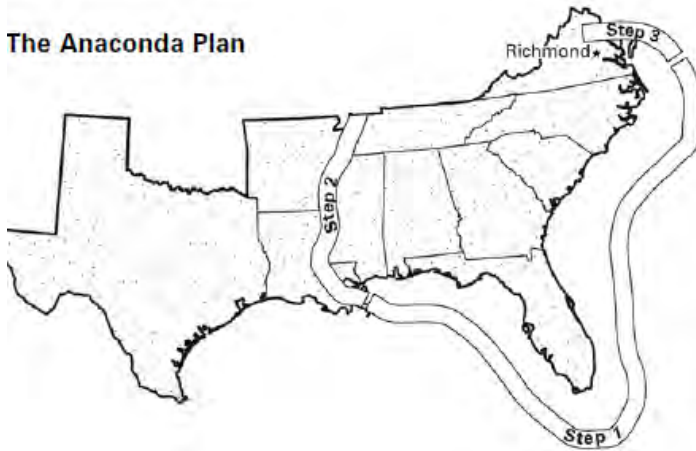 The Anaconda Plan
Step 3
Richmond
Step 2
Step 1